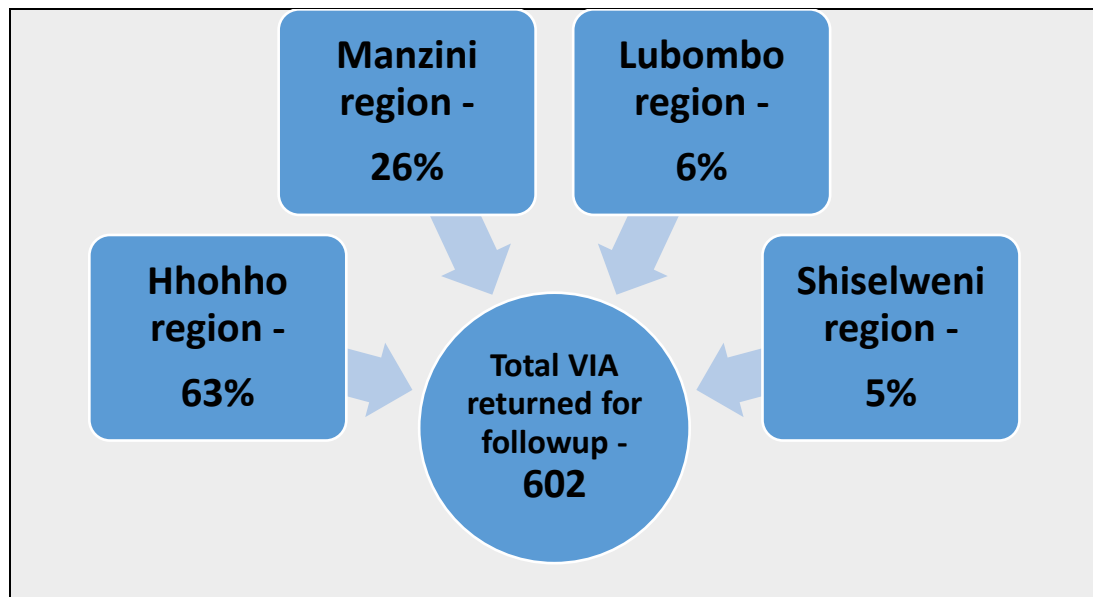 Manzini
region -
26%
Lubombo
region -
6%
Hhohho
region -
63%
Shiselweni
region -
5%
Total VIA
returned for
followup -
602